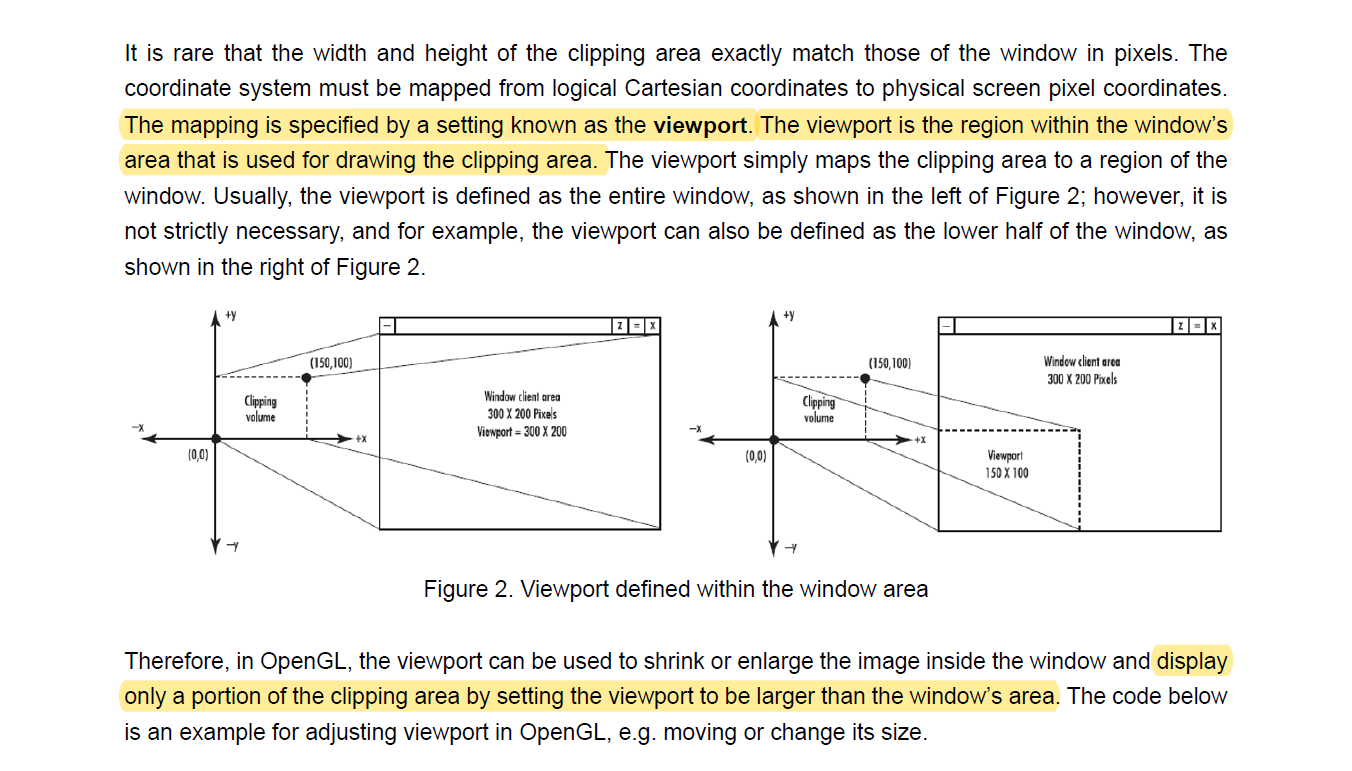 It is rare that the width and height of the clipping area exactly match those of the window in pixels. The
coordinate system must be mapped from logical Cartesian coordinates to physical screen pixel coordinates.
The mapping is specified by a setting known as the viewport. The viewport is the region within the window's
area that is used for drawing the clipping area. The viewport simply maps the clipping area to a region of the
window. Usually, the viewport is defined as the entire window, as shown in the left of Figure 2; however, it is
not strictly necessary, and for example, the viewport can also be defined as the lower half of the window, as
shown in the right of Figure 2.
+y
(150,100)
Clipping
volume
-x
+x
(0,0)
-y
– z = x
Window client area
300 X 200 Pixels
Viewport = 300 X 200
+y
(150,100)
Clipping
volume
-x
+x
(0,0)
-y
– z = x
Window client area
300 X 200 Pixels
Viewport
150 X 100
Figure 2. Viewport defined within the window area
Therefore, in OpenGL, the viewport can be used to shrink or enlarge the image inside the window and display
only a portion of the clipping area by setting the viewport to be larger than the window's area. The code below
is an example for adjusting viewport in OpenGL, e.g. moving or change its size.